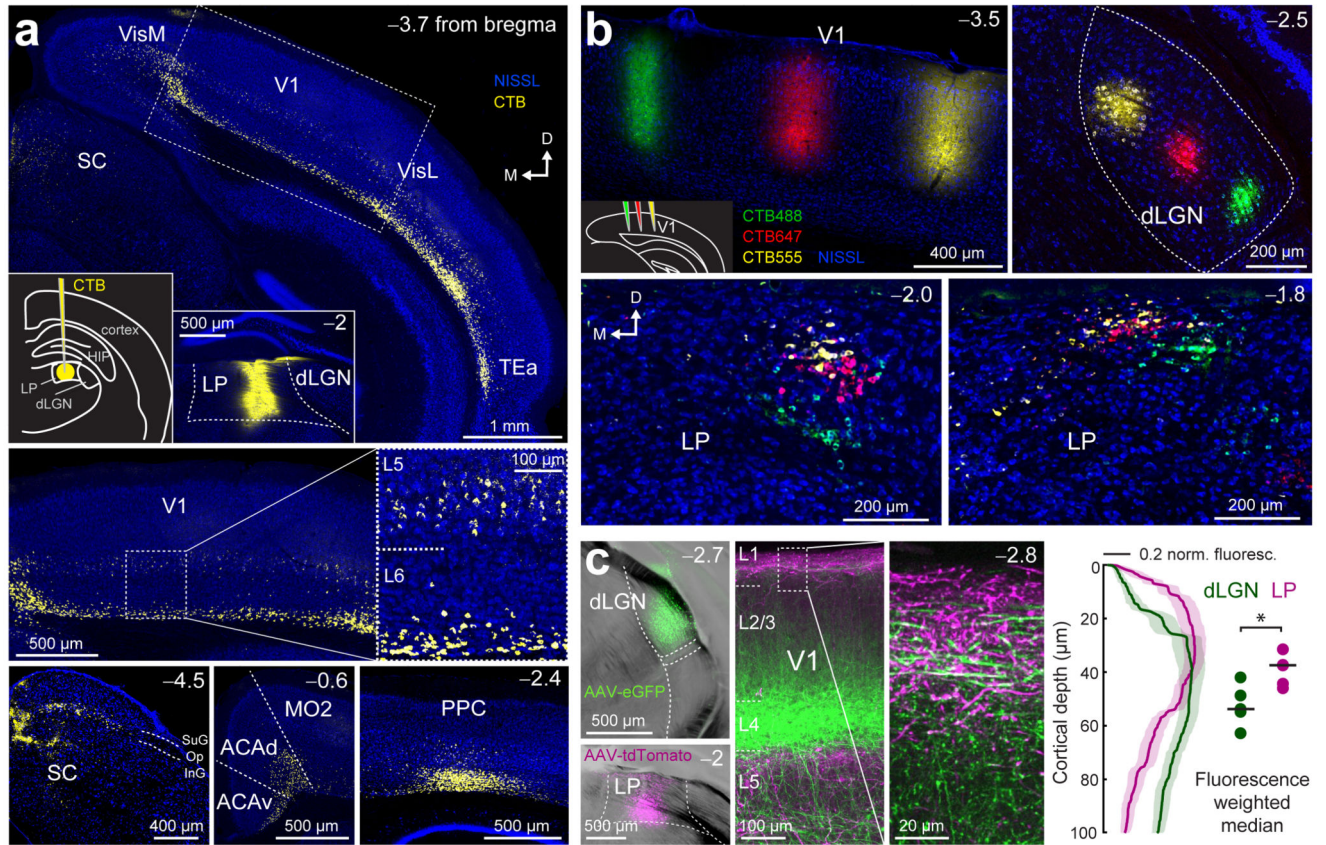 a
−3.7 from bregma
VisM
V1
NISSL
CTB
SC
D
M
VisL
CTB
cortex
HIP
LP
dLGN
500 µm
−2
LP
dLGN
TEa
1 mm
V1
500 µm
L5
100 µm
L6
−4.5
SuG
Op
InG
SC
400 µm
−0.6
MO2
ACAd
ACAv
500 µm
−2.4
PPC
500 µm
b
V1
−3.5
V1
CTB488
CTB647
CTB555 NISSL
400 µm
−2.5
dLGN
200 µm
D
M
−2.0
LP
200 µm
−1.8
LP
200 µm
c
−2.7
dLGN
AAV-eGFP
500 µm
AAV-tdTomato
−2
LP
500 µm
L1
L2/3
V1
L4
L5
100 µm
−2.8
20 µm
0.2 norm. fluoresc.
dLGN LP
*
Cortical depth (µm)
0
20
40
60
80
100
Fluorescence
weighted
median